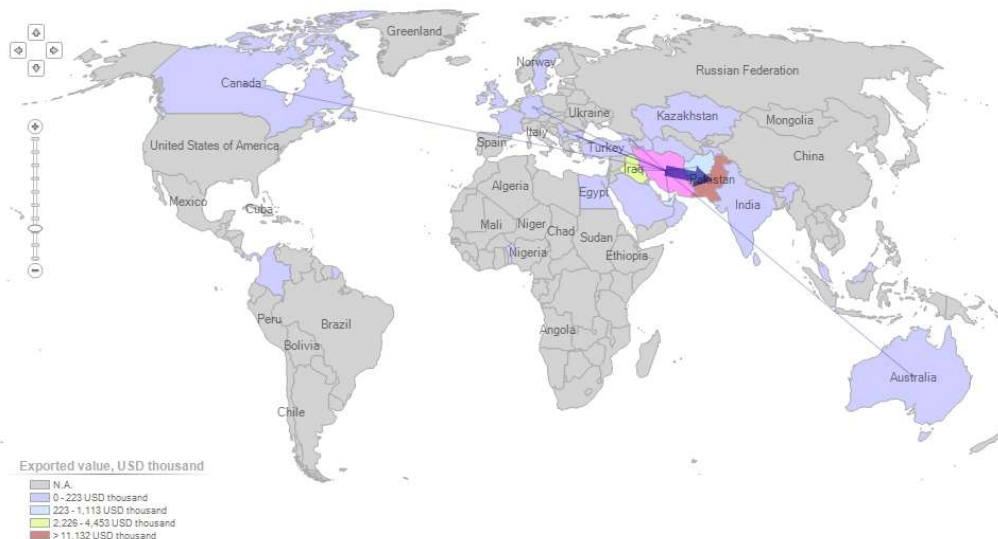 Greenland
Norway
Russian Federation
Canada
Ukraine
Kazakhstan
Mongolia
Italy
Spain
Turkey
United States of America
China
Iraq
Pakistan
Algeria
Egypt
India
Mexico
Cuba
Mali
Niger
Chad
Sudan
Nigeria
Ethiopia
Peru
Brazil
Angola
Bolivia
Australia
Chile
Exported value, USD thousand
N.A.
0 - 223 USD thousand
223 - 1,113 USD thousand
2,226 - 4,453 USD thousand
> 11,132 USD thousand